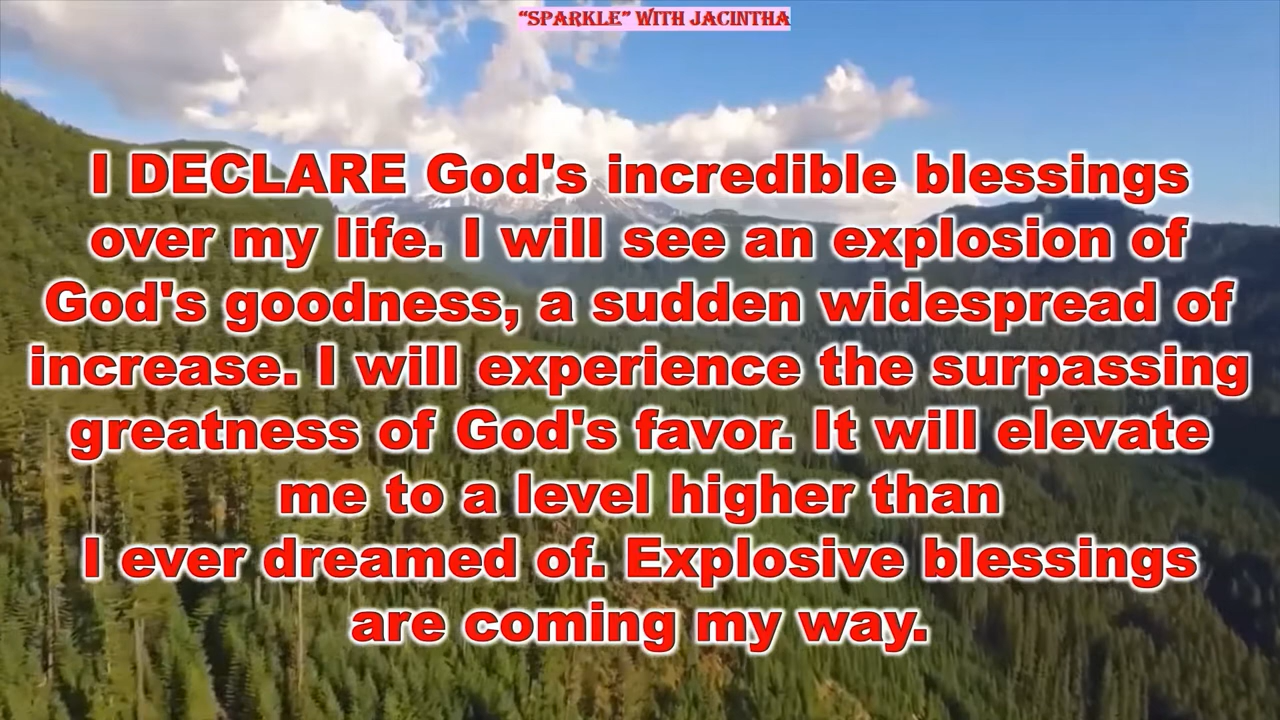 “SPARKLE” WITH JACINTHA
I DECLARE God's incredible blessings
over my life. I will see an explosion of
God's goodness, a sudden widespread of
increase. I will experience the surpassing
greatness of God's favor. It will elevate
me to a level higher than
I ever dreamed of. Explosive blessings
are coming my way.